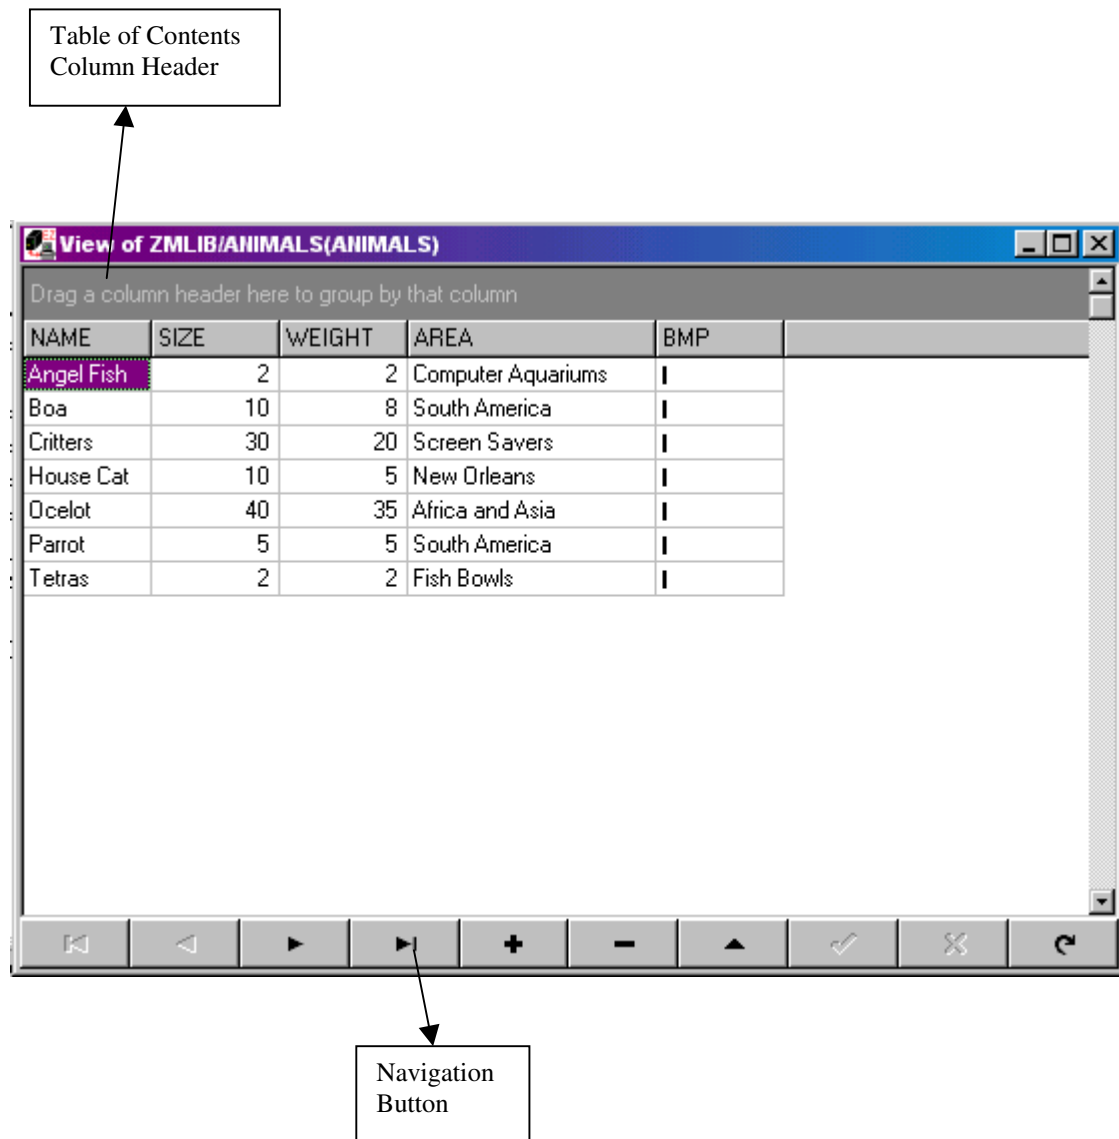 Table of Contents
Column Header
View of ZMLIB/ANIMALS(ANIMALS)
Drag a column header here to group by that column
NAME SIZE WEIGHT AREA BMP
Angel Fish 2 2 Computer Aquariums
Boa 10 8 South America
Critters 30 20 Screen Savers
House Cat 10 5 New Orleans
Ocelot 40 35 Africa and Asia
Parrot 5 5 South America
Tetras 2 2 Fish Bowls
Navigation
Button